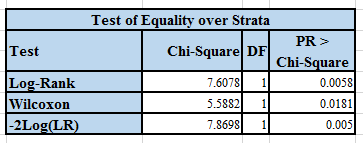 Test of Equality over Strata
Test Chi-Square DF PR > Chi-Square
Log-Rank 7.6078 1 0.0058
Wilcoxon 5.5882 1 0.0181
-2Log(LR) 7.8698 1 0.005